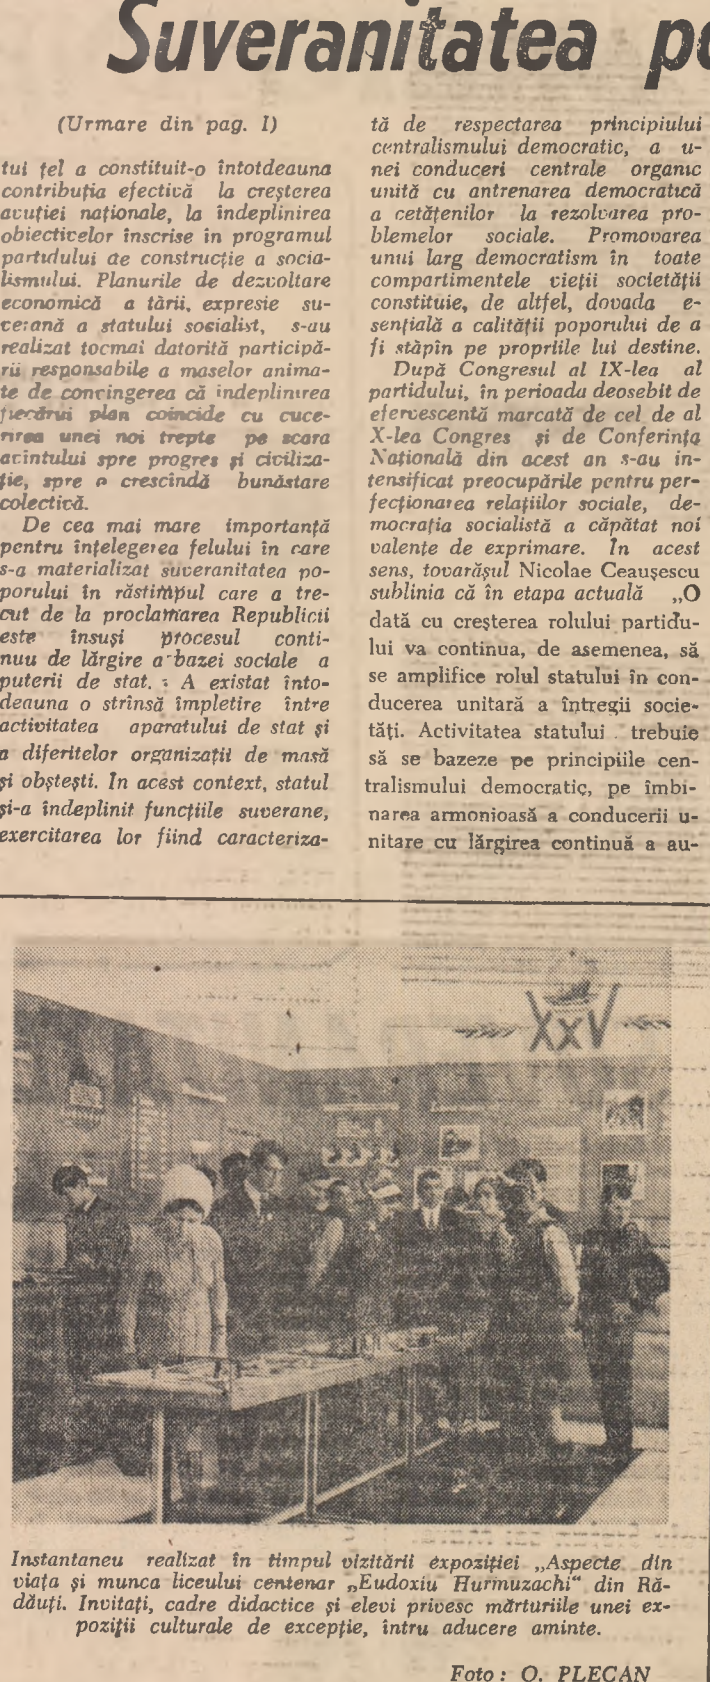 Suveranitatea po
(Urmare din pag. I)
tui fel a constituit-o întotdeauna
contribuția efectivă la creșterea
avuției naționale, la îndeplinirea
obiectivelor înscrise în programul
partidului de construcție a socia-
lismului. Planurile de dezvoltare
economică a țării, expresie su-
verană a statului socialist, s-au
realizat tocmai datorită participă-
rii responsabile a maselor anima-
te de convingerea că îndeplinirea
fiecărui plan coincide cu cuce-
rirea unei noi trepte pe scara
avîntului spre progres și civiliza-
ție, spre o crescîndă bunăstare
colectivă.
De cea mai mare importanță
pentru înțelegerea felului în care
s-a materializat suveranitatea po-
porului în răstimpul care a tre-
cut de la proclamarea Republicii
este însuși procesul conti-
nuu de lărgire a bazei sociale a
puterii de stat. A existat înto-
deauna o strînsă împletire între
activitatea aparatului de stat și
a diferitelor organizații de masă
și obștești. In acest context, statul
și-a îndeplinit funcțiile suverane,
exercitarea lor fiind caracteriza-
tă de respectarea principiului
centralismului democratic, a u-
nei conduceri centrale organic
unită cu antrenarea democratică
a cetățenilor la rezolvarea pro-
blemelor sociale. Promovarea
unui larg democratism în toate
compartimentele vieții societății
constituie, de altfel, dovada e-
sențială a calității poporului de a
fi stăpîn pe propriile lui destine.
După Congresul al IX-lea al
partidului, în perioada deosebit de
efervescentă marcată de cel de al
X-lea Congres și de Conferința
Națională din acest an s-au in-
tensificat preocupările pentru per-
fecționarea relațiilor sociale, de-
mocrația socialistă a căpătat noi
valențe de exprimare. In acest
sens, tovarășul Nicolae Ceaușescu
sublinia că în etapa actuală „O
dată cu creșterea rolului partidu-
lui va continua, de asemenea, să
se amplifice rolul statului în con-
ducerea unitară a întregii socie-
tăți. Activitatea statului trebuie
să se bazeze pe principiile cen-
tralismului democratic, pe îmbi-
narea armonioasă a conducerii u-
nitare cu lărgirea continuă a au-
XXV
Instantaneu realizat în timpul vizitării expoziției „Aspecte din
viața și munca liceului centenar „Eudoxiu Hurmuzachi“ din Ră-
dăuți. Invitați, cadre didactice și elevi privesc mărturiile unei ex-
poziții culturale de excepție, întru aducere aminte.
Foto : O. PLECAN